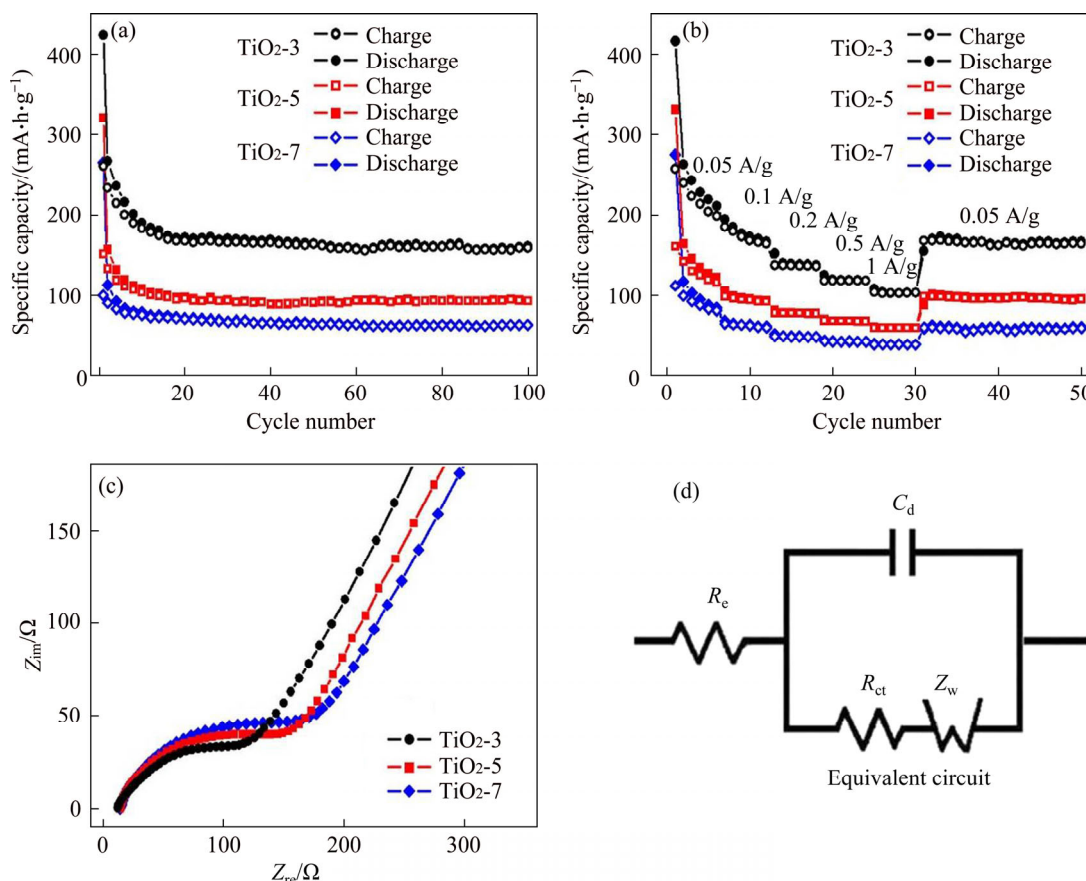 (a)
TiO2-3
Charge
Discharge
TiO2-5
Charge
Discharge
TiO2-7
Charge
Discharge
400
300
200
100
0
Specific capacity/(mA·h·g−1)
0 20 40 60 80 100
Cycle number
(b)
TiO2-3
Charge
Discharge
TiO2-5
Charge
Discharge
TiO2-7
Charge
Discharge
0.05 A/g
0.1 A/g
0.2 A/g
0.5 A/g
1 A/g
0.05 A/g
400
300
200
100
0
Specific capacity/(mA·h·g−1)
0 10 20 30 40 50
Cycle number
(c)
150
100
50
0
Zim/Ω
TiO2-3
TiO2-5
TiO2-7
0 100 200 300
Zre/Ω
(d)
Cd
Re
Rct Zw
Equivalent circuit